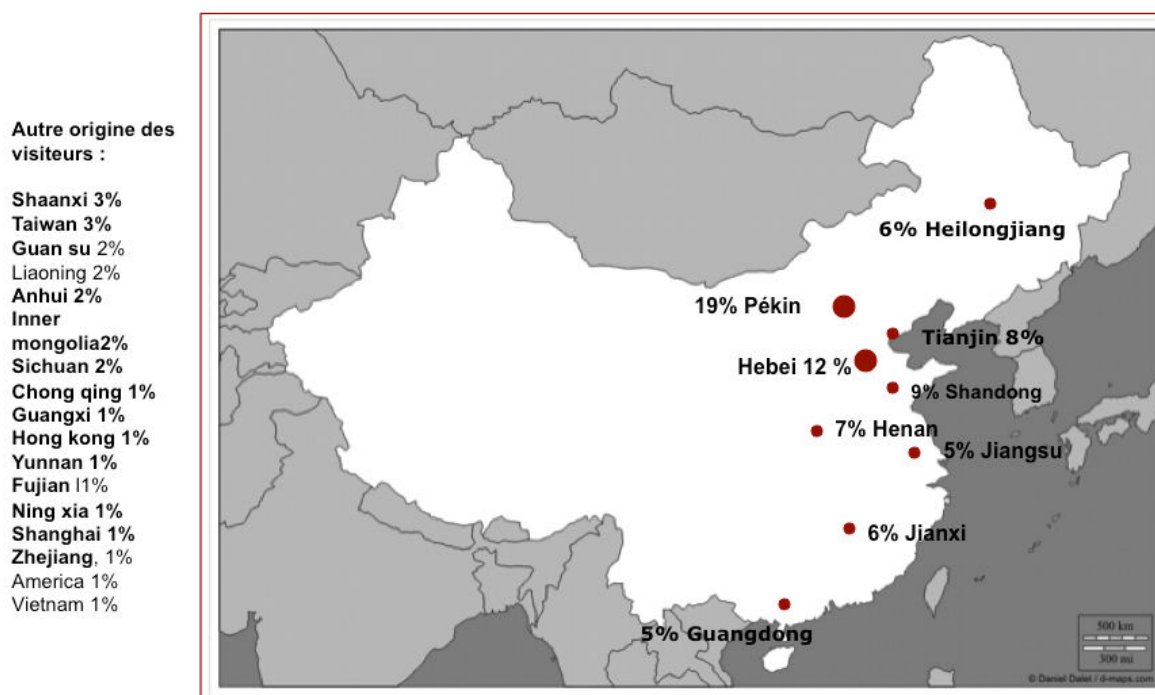 Autre origine des
visiteurs :
Shaanxi 3%
Taiwan 3%
Guan su 2%
Liaoning 2%
Anhui 2%
Inner
mongolia2%
Sichuan 2%
Chong qing 1%
Guangxi 1%
Hong kong 1%
Yunnan 1%
Fujian l1%
Ning xia 1%
Shanghai 1%
Zhejiang, 1%
America 1%
Vietnam 1%
6% Heilongjiang
19% Pékin
Tianjin 8%
Hebei 12 %
9% Shandong
7% Henan
5% Jiangsu
6% Jianxi
5% Guangdong
500 km
300 mi
© Daniel Dalet / d-maps.com